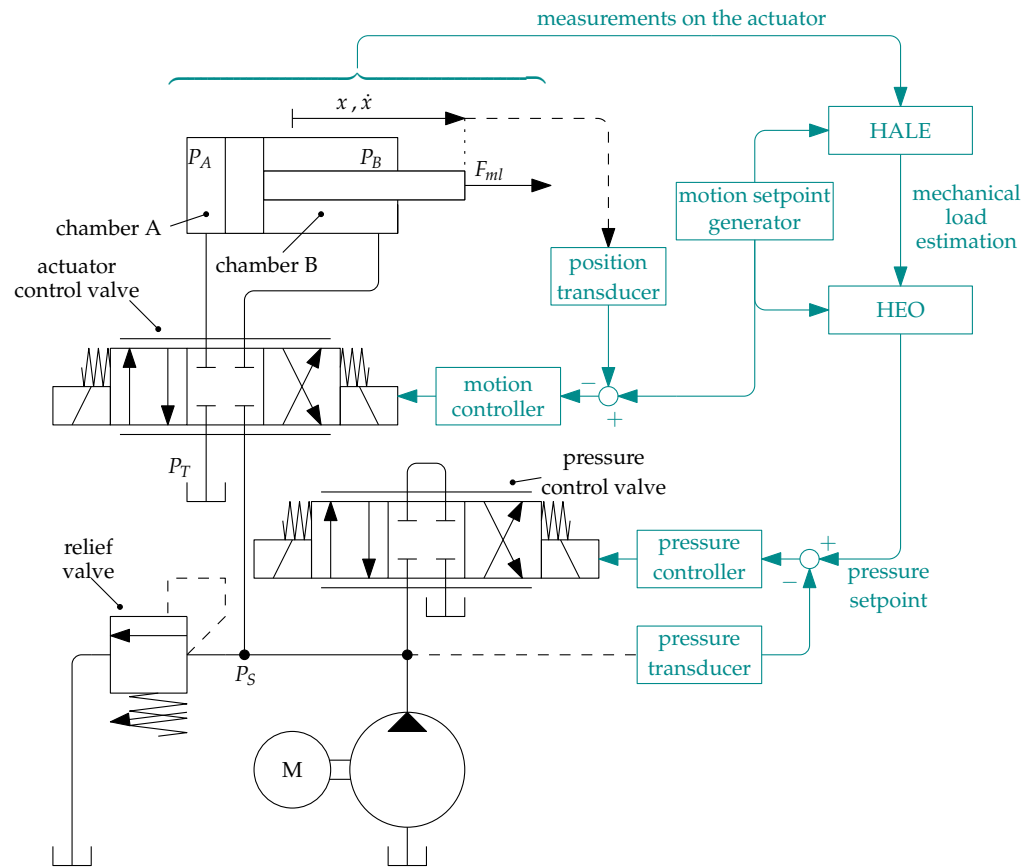 measurements on the actuator
x , ẋ
HALE
P_A
P_B
F_ml
motion setpoint
generator
mechanical
load
estimation
chamber A
chamber B
actuator
control valve
position
transducer
HEO
−
+
motion
controller
P_T
pressure
control valve
relief
valve
pressure
controller
+
−
pressure
setpoint
pressure
transducer
P_S
M